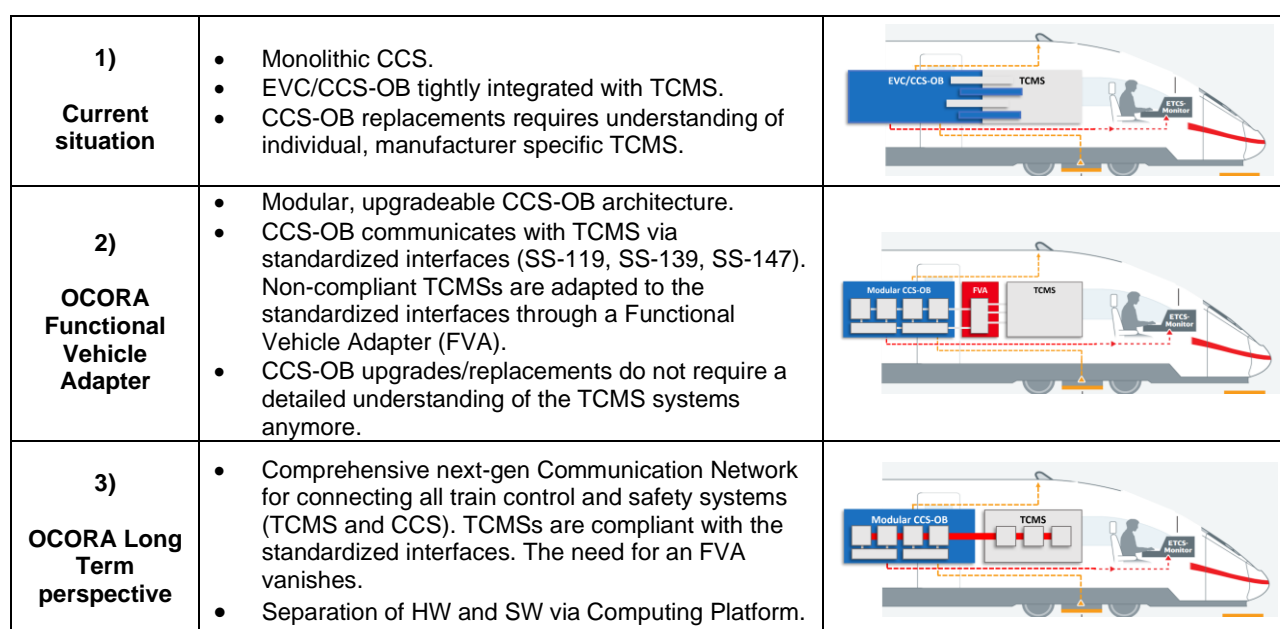 1)
Current
situation
• Monolithic CCS.
• EVC/CCS-OB tightly integrated with TCMS.
• CCS-OB replacements requires understanding of
individual, manufacturer specific TCMS.
EVC/CCS-OB
TCMS
ETCS-
Monitor
2)
OCORA
Functional
Vehicle
Adapter
• Modular, upgradeable CCS-OB architecture.
• CCS-OB communicates with TCMS via
standardized interfaces (SS-119, SS-139, SS-147).
Non-compliant TCMSs are adapted to the
standardized interfaces through a Functional
Vehicle Adapter (FVA).
• CCS-OB upgrades/replacements do not require a
detailed understanding of the TCMS systems
anymore.
Modular CCS-OB
FVA
TCMS
ETCS-
Monitor
3)
OCORA Long
Term
perspective
• Comprehensive next-gen Communication Network
for connecting all train control and safety systems
(TCMS and CCS). TCMSs are compliant with the
standardized interfaces. The need for an FVA
vanishes.
• Separation of HW and SW via Computing Platform.
Modular CCS-OB
TCMS
ETCS-
Monitor